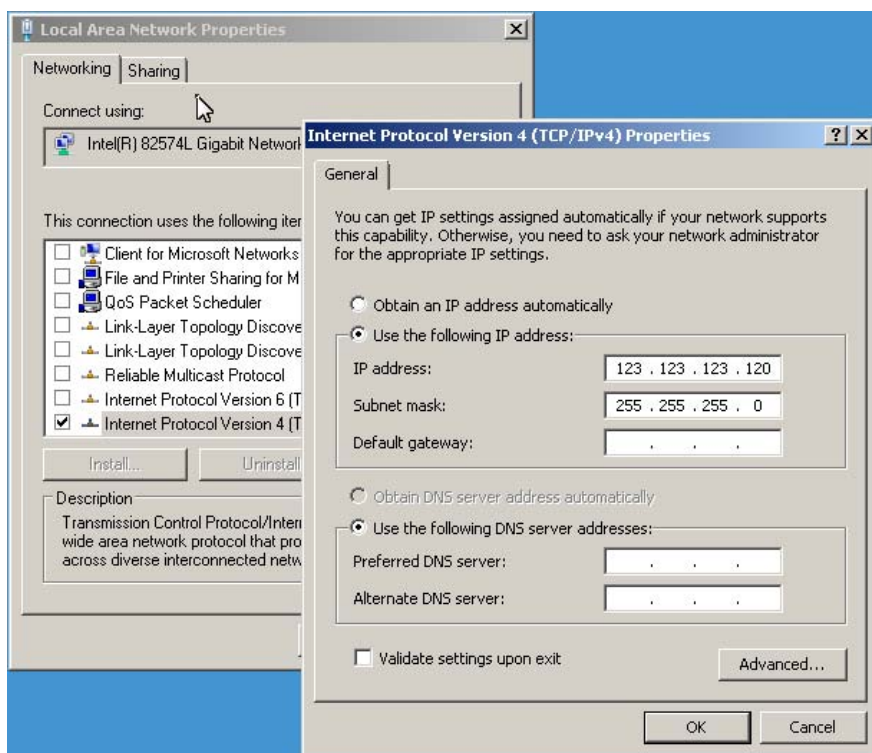 Local Area Network Properties
Networking
Sharing
Connect using:
Intel(R) 82574L Gigabit Network
This connection uses the following
Client for Microsoft Networks
File and Printer Sharing for M
QoS Packet Scheduler
Link-Layer Topology Discove
Link-Layer Topology Discove
Reliable Multicast Protocol
Internet Protocol Version 6 (T
Internet Protocol Version 4 (T
Install...
Uninstall
Description
Transmission Control Protocol/Inter
wide area network protocol that pro
across diverse interconnected netw
Internet Protocol Version 4 (TCP/IPv4) Properties
General
You can get IP settings assigned automatically if your network supports
this capability. Otherwise, you need to ask your network administrator
for the appropriate IP settings.
Obtain an IP address automatically
Use the following IP address:
IP address: 123 . 123 . 123 . 120
Subnet mask: 255 . 255 . 255 . 0
Default gateway: . . .
Obtain DNS server address automatically
Use the following DNS server addresses:
Preferred DNS server: . . .
Alternate DNS server: . . .
Validate settings upon exit
Advanced...
OK
Cancel